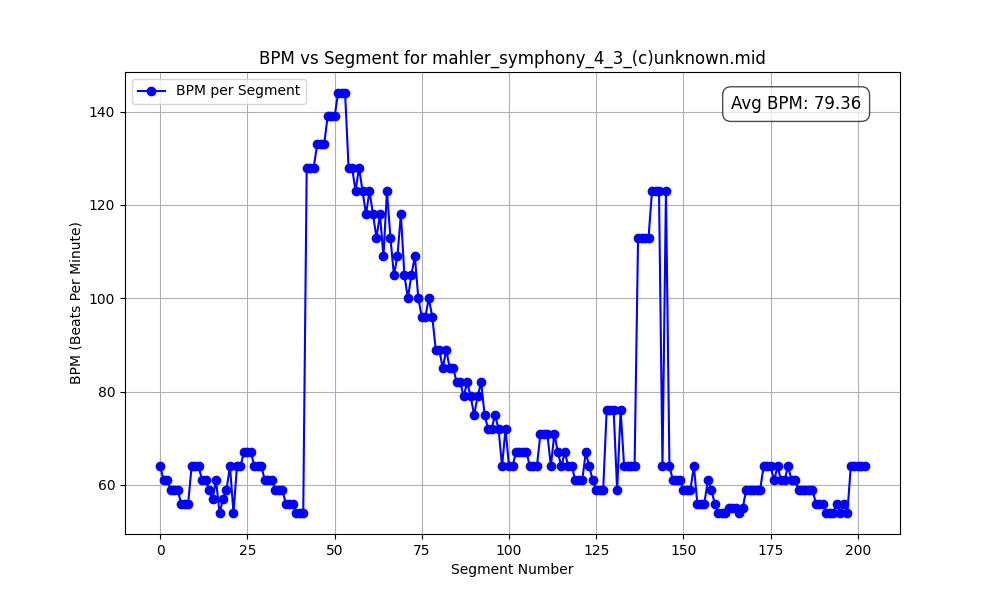 BPM vs Segment for mahler_symphony_4_3_(c)unknown.mid
BPM per Segment
Avg BPM: 79.36
BPM (Beats Per Minute)
140
120
100
80
60
0 25 50 75 100 125 150 175 200
Segment Number